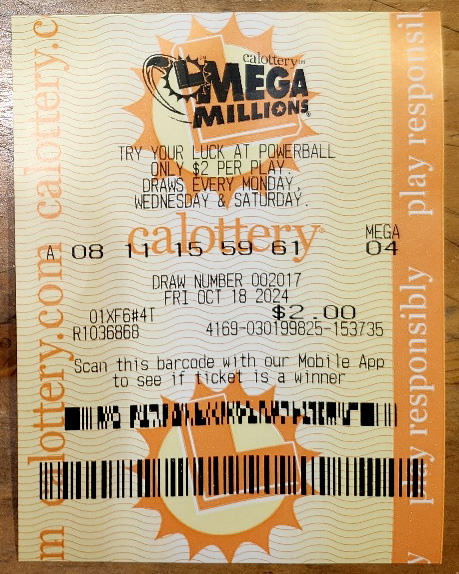 calottery
MEGA
MILLIONS
TRY YOUR LUCK AT POWERBALL
ONLY $2 PER PLAY.
DRAWS EVERY MONDAY,
WEDNESDAY & SATURDAY.
calottery
MEGA
A 08 11 15 59 61 04
DRAW NUMBER 002017
FRI OCT 18 2024
01XF6#4T $2.00
R1036868 4169-030199825-153735
Scan this barcode with our Mobile App
to see if ticket is a winner
m calottery.com calottery.c
y play responsibly play responsibl